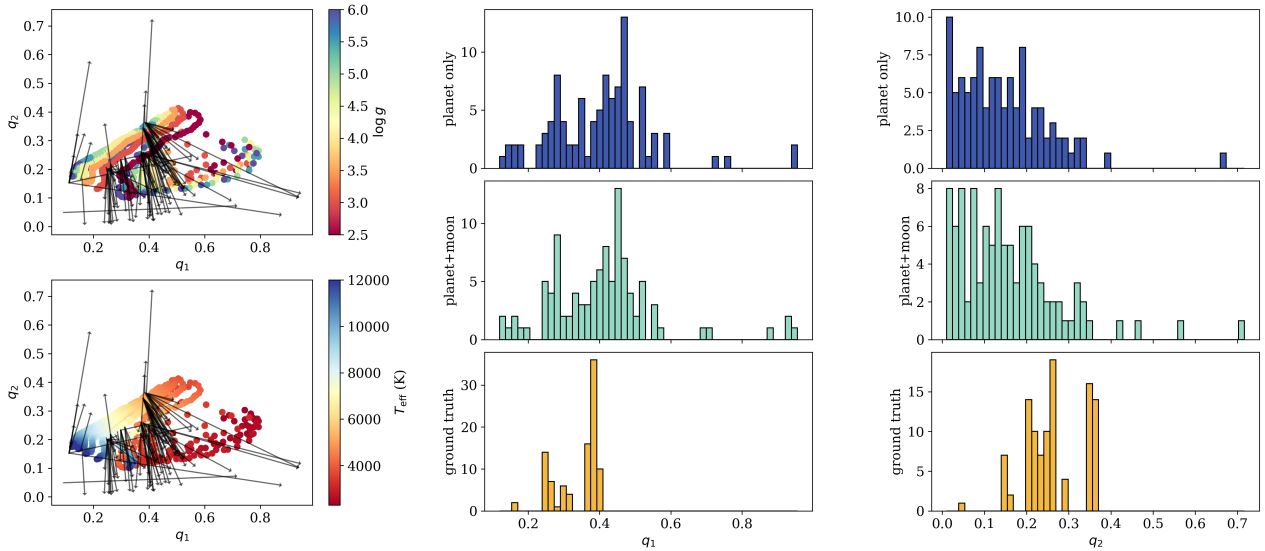 0.7
0.6
0.5
0.4
0.3
0.2
0.1
0.0
q2
0.2 0.4 0.6 0.8
q1
6.0
5.5
5.0
4.5
4.0
3.5
3.0
2.5
log g
0.7
0.6
0.5
0.4
0.3
0.2
0.1
0.0
q2
0.2 0.4 0.6 0.8
q1
12000
10000
8000
6000
4000
Teff (K)
10
5
0
planet only
10
5
0
planet+moon
30
20
10
0
ground truth
0.2 0.4 0.6 0.8
q1
10.0
7.5
5.0
2.5
0.0
planet only
8
6
4
2
0
planet+moon
15
10
5
0
ground truth
0.0 0.1 0.2 0.3 0.4 0.5 0.6 0.7
q2